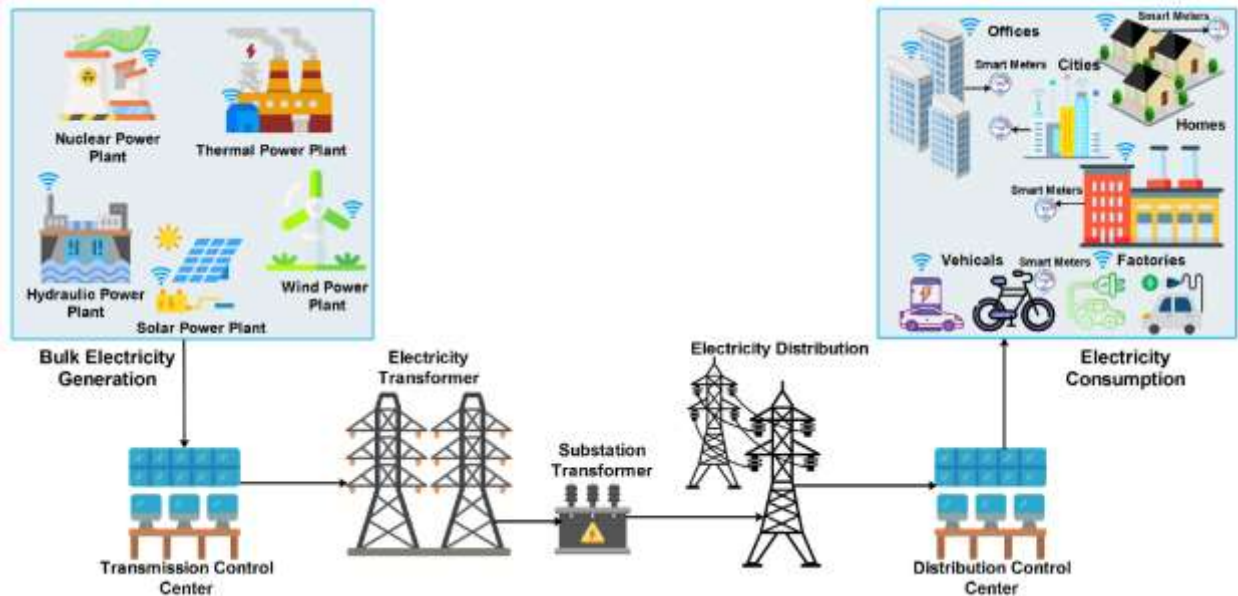 Nuclear Power
Plant
Thermal Power Plant
Hydraulic Power
Plant
Solar Power Plant
Wind Power
Plant
Bulk Electricity
Generation
Transmission Control
Center
Electricity
Transformer
Substation
Transformer
Electricity Distribution
Distribution Control
Center
Electricity
Consumption
Offices
Smart Meters
Smart Meters
Cities
Homes
Smart Meters
Vehicals
Smart Meters
Factories